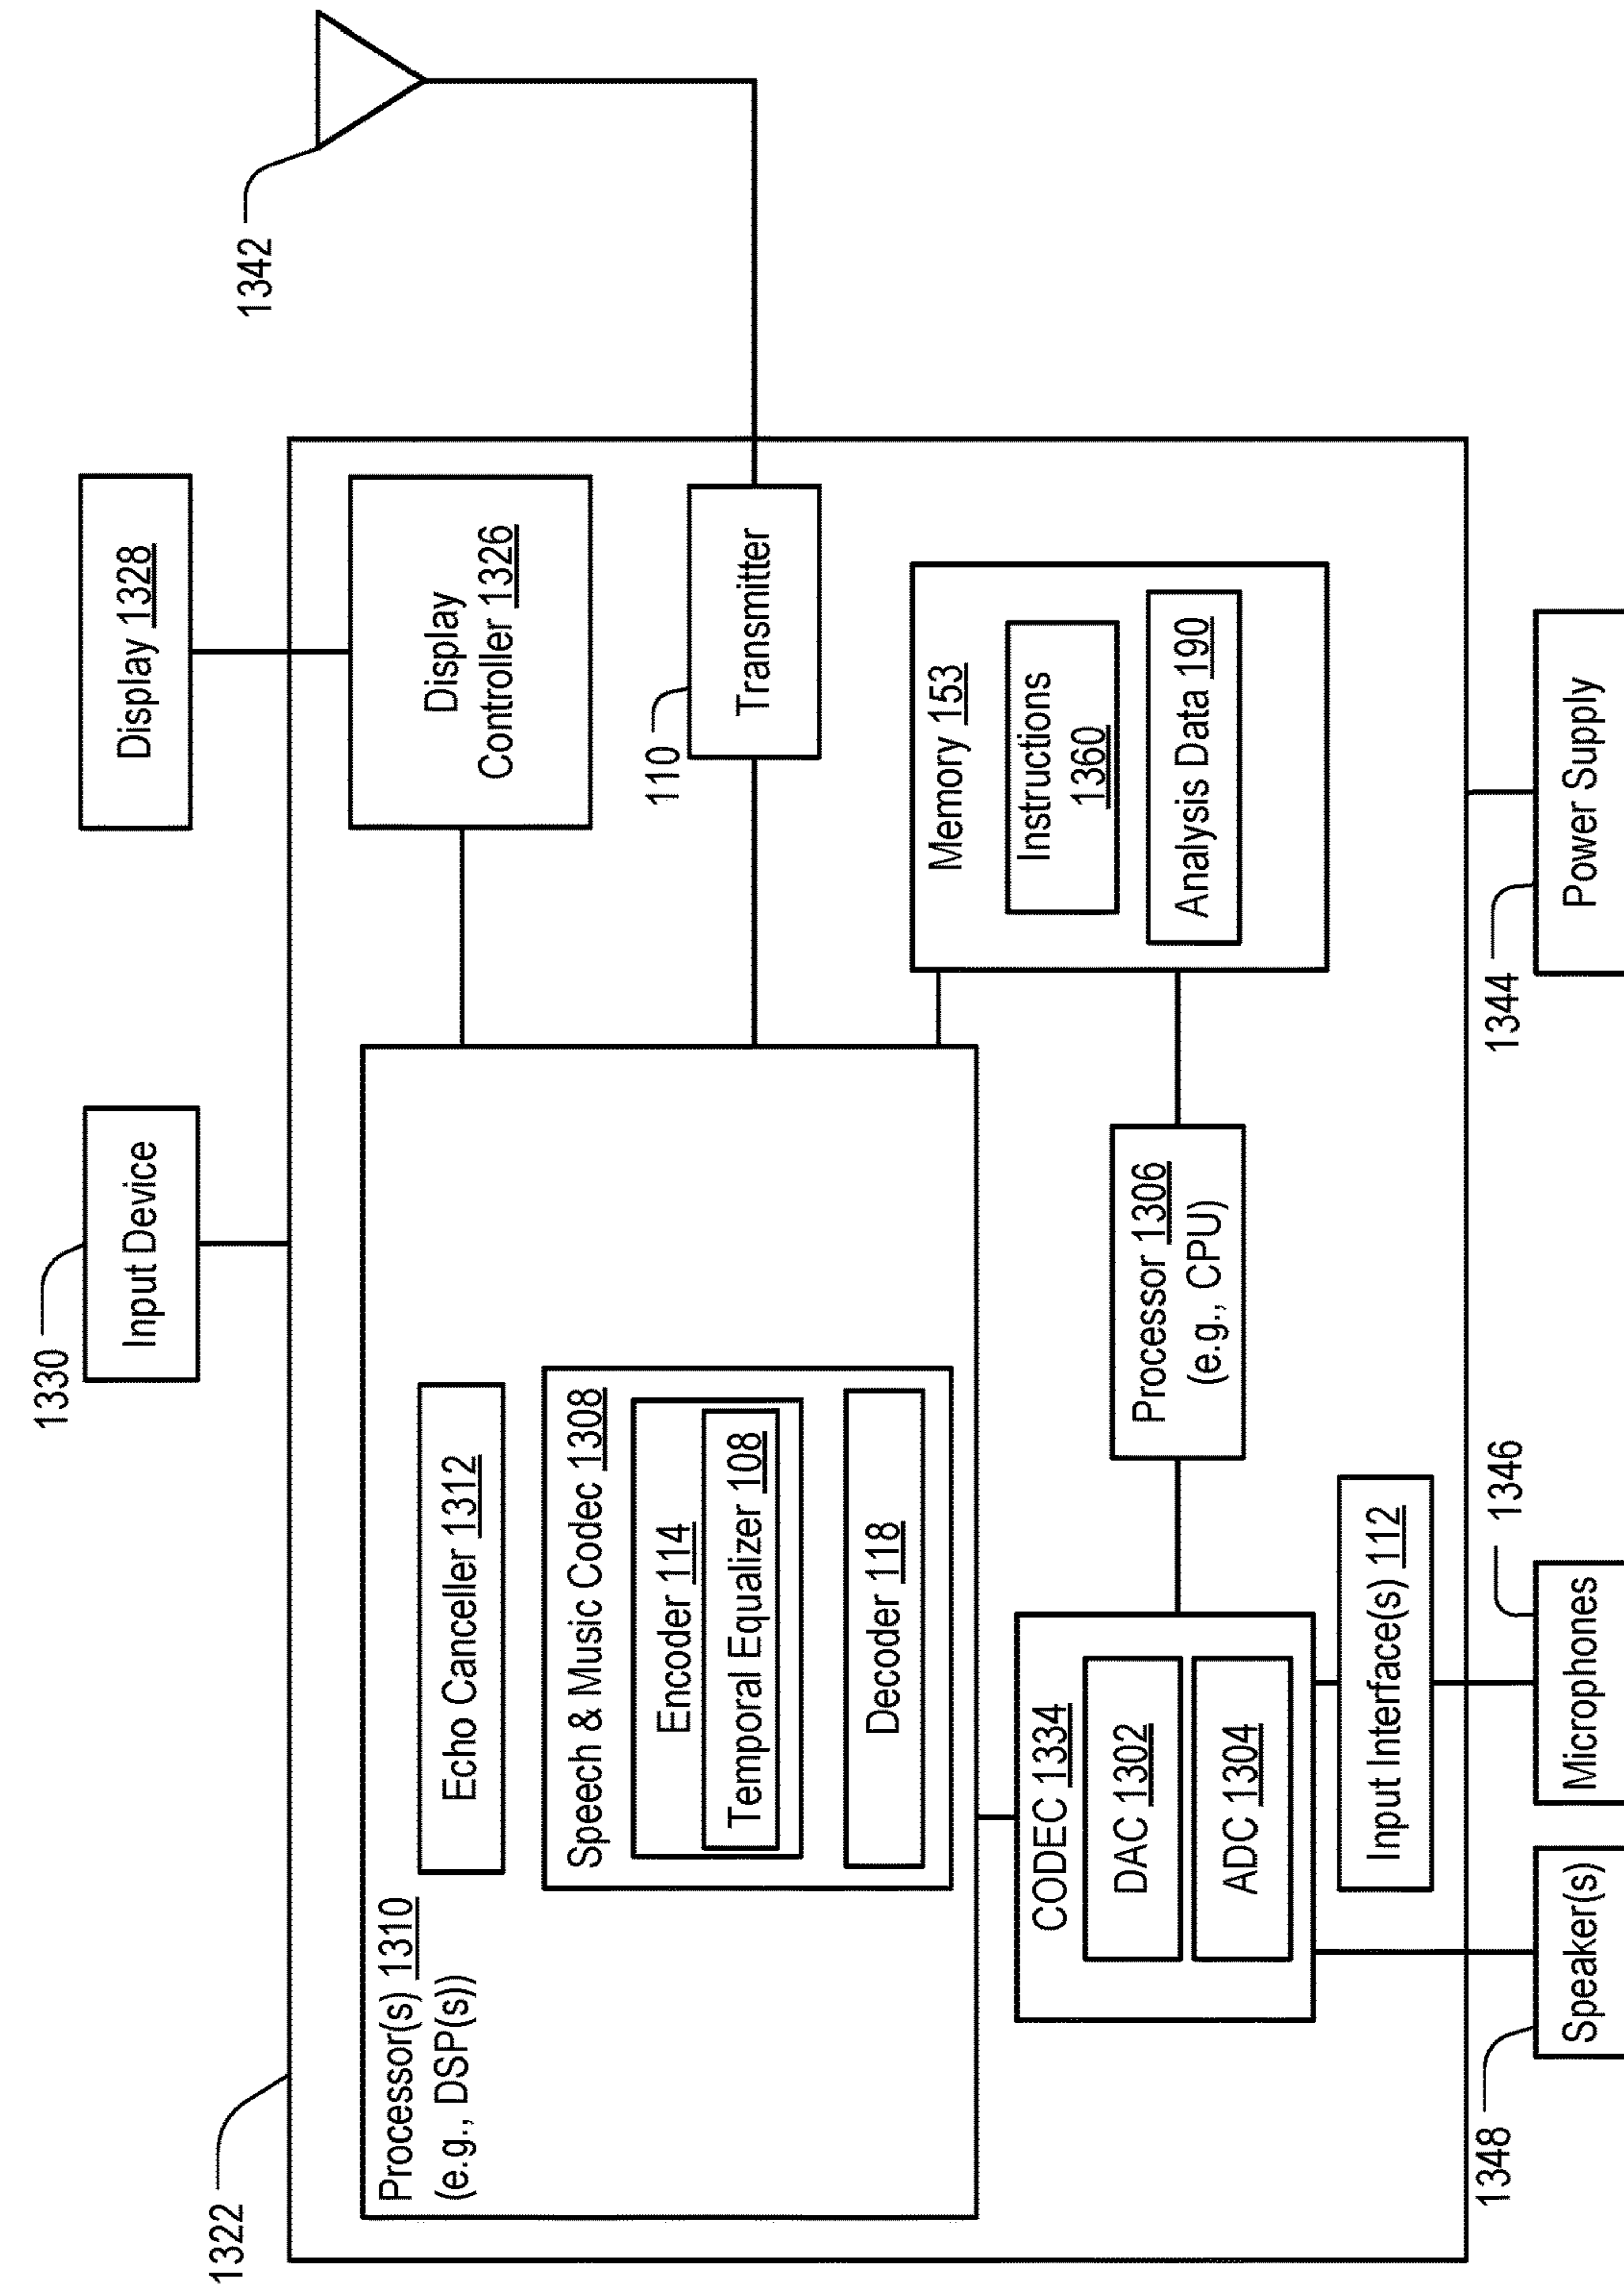 1342
Display 1328
1330
Input Device
1322
Display
Controller 1326
110
Transmitter
Processor(s) 1310
(e.g., DSP(s))
Echo Canceller 1312
Speech & Music Codec 1308
Encoder 114
Temporal Equalizer 108
Decoder 118
Memory 153
Instructions
1360
Analysis Data 190
Processor 1306
(e.g., CPU)
CODEC 1334
DAC 1302
ADC 1304
Input Interface(s) 112
1348
Speaker(s)
1346
Microphones
1344
Power Supply